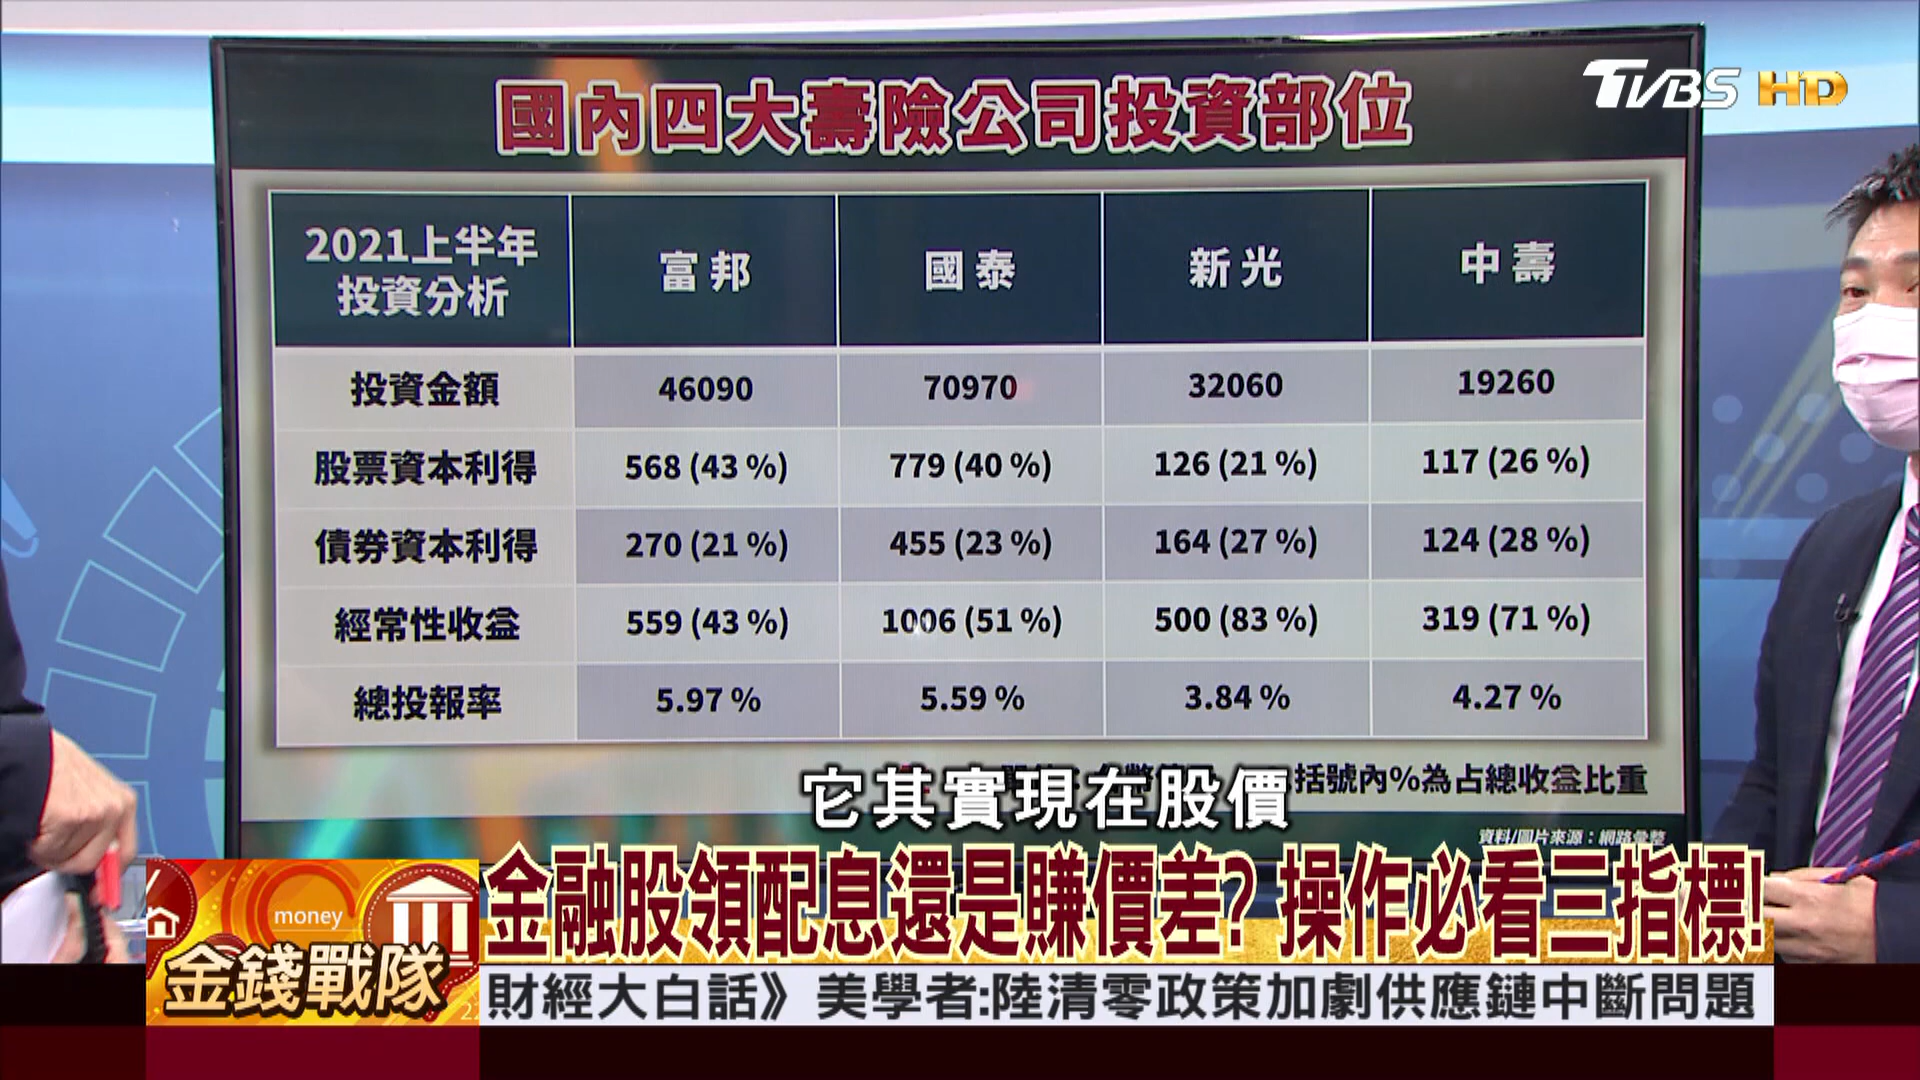 TVBS HD
國內四大壽險公司投資部位
2021上半年投資分析 富邦 國泰 新光 中壽
投資金額 46090 70970 32060 19260
股票資本利得 568 (43 %) 779 (40 %) 126 (21 %) 117 (26 %)
債券資本利得 270 (21 %) 455 (23 %) 164 (27 %) 124 (28 %)
經常性收益 559 (43 %) 1006 (51 %) 500 (83 %) 319 (71 %)
總投報率 5.97 % 5.59 % 3.84 % 4.27 %
括號內%為占總收益比重
它其實現在股價
資料/圖片來源：網路彙整
money
金錢戰隊
金融股領配息還是賺價差? 操作必看三指標!
財經大白話》美學者:陸清零政策加劇供應鏈中斷問題